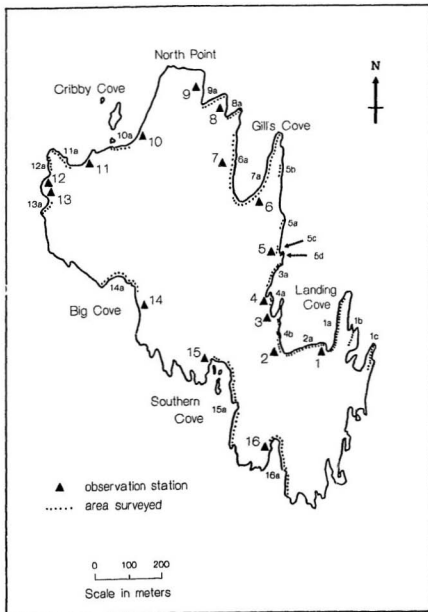 North Point
N
Cribby Cove
9
9a
8
8a
10a
10
Gill's Cove
11a
11
7
6a
7a
5b
12a
12
13
13a
6
5a
5
5c
5d
3a
14a
14
Landing
Cove
4
4a
3
1a
1b
Big Cove
4b
2a
1c
15
2
1
Southern
Cove
15a
16
16a
observation station
area surveyed
0 100 200
Scale in meters